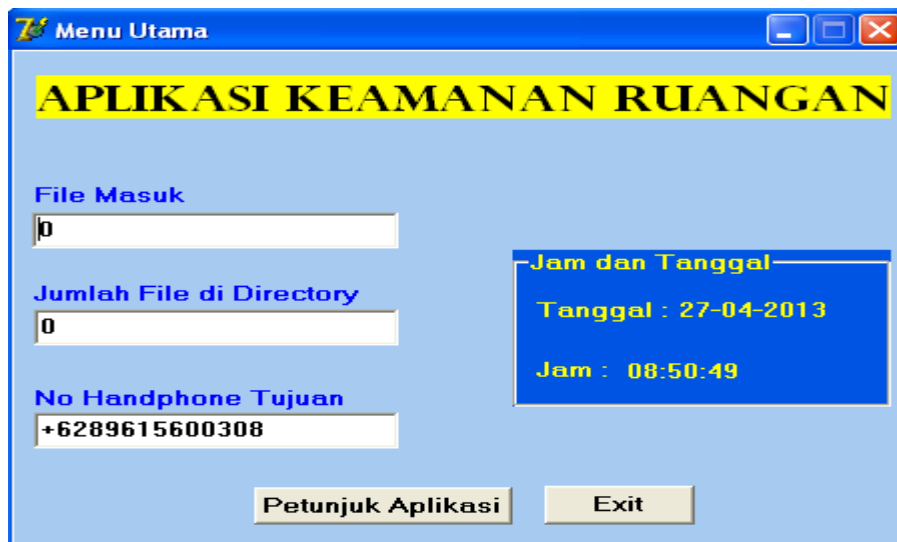 Menu Utama
APLIKASI KEAMANAN RUANGAN
File Masuk
0
Jumlah File di Directory
0
No Handphone Tujuan
+6289615600308
Jam dan Tanggal
Tanggal : 27-04-2013
Jam : 08:50:49
Petunjuk Aplikasi
Exit